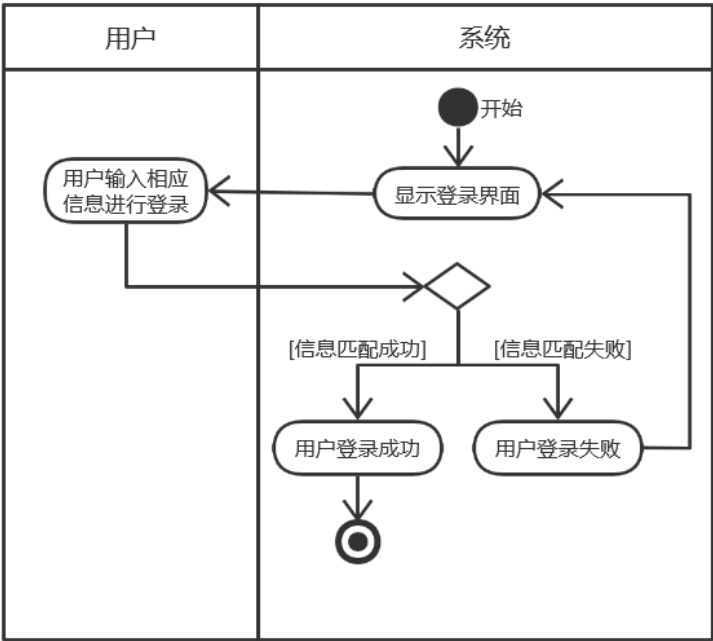 用户
系统
开始
用户输入相应
信息进行登录
显示登录界面
[信息匹配成功]
[信息匹配失败]
用户登录成功
用户登录失败